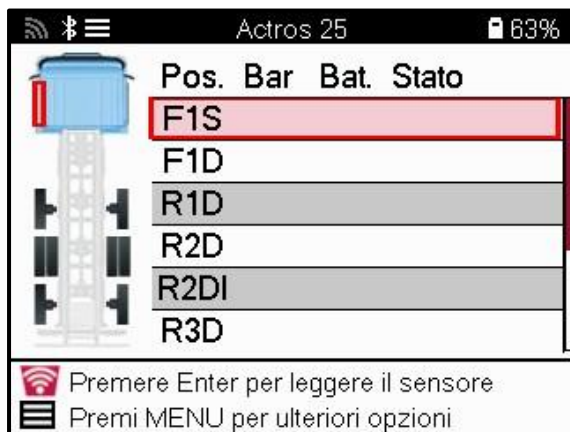 Actros 25 63%
Pos. Bar Bat. Stato
F1S
F1D
R1D
R2D
R2DI
R3D
Premere Enter per leggere il sensore
Premi MENU per ulteriori opzioni